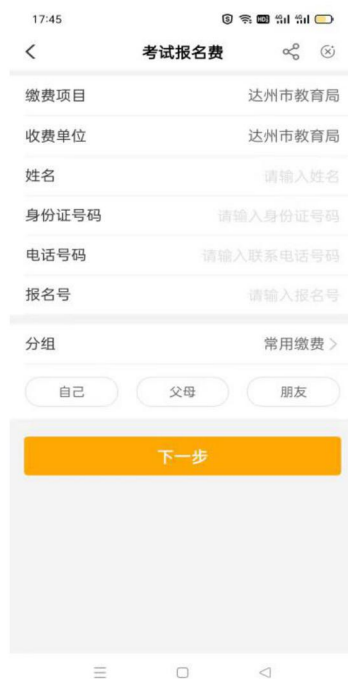 17:45
考试报名费
缴费项目 达州市教育局
收费单位 达州市教育局
姓名 请输入姓名
身份证号码 请输入身份证号码
电话号码 请输入联系电话号码
报名号 请输入报名号
分组 常用缴费
自己 父母 朋友
下一步